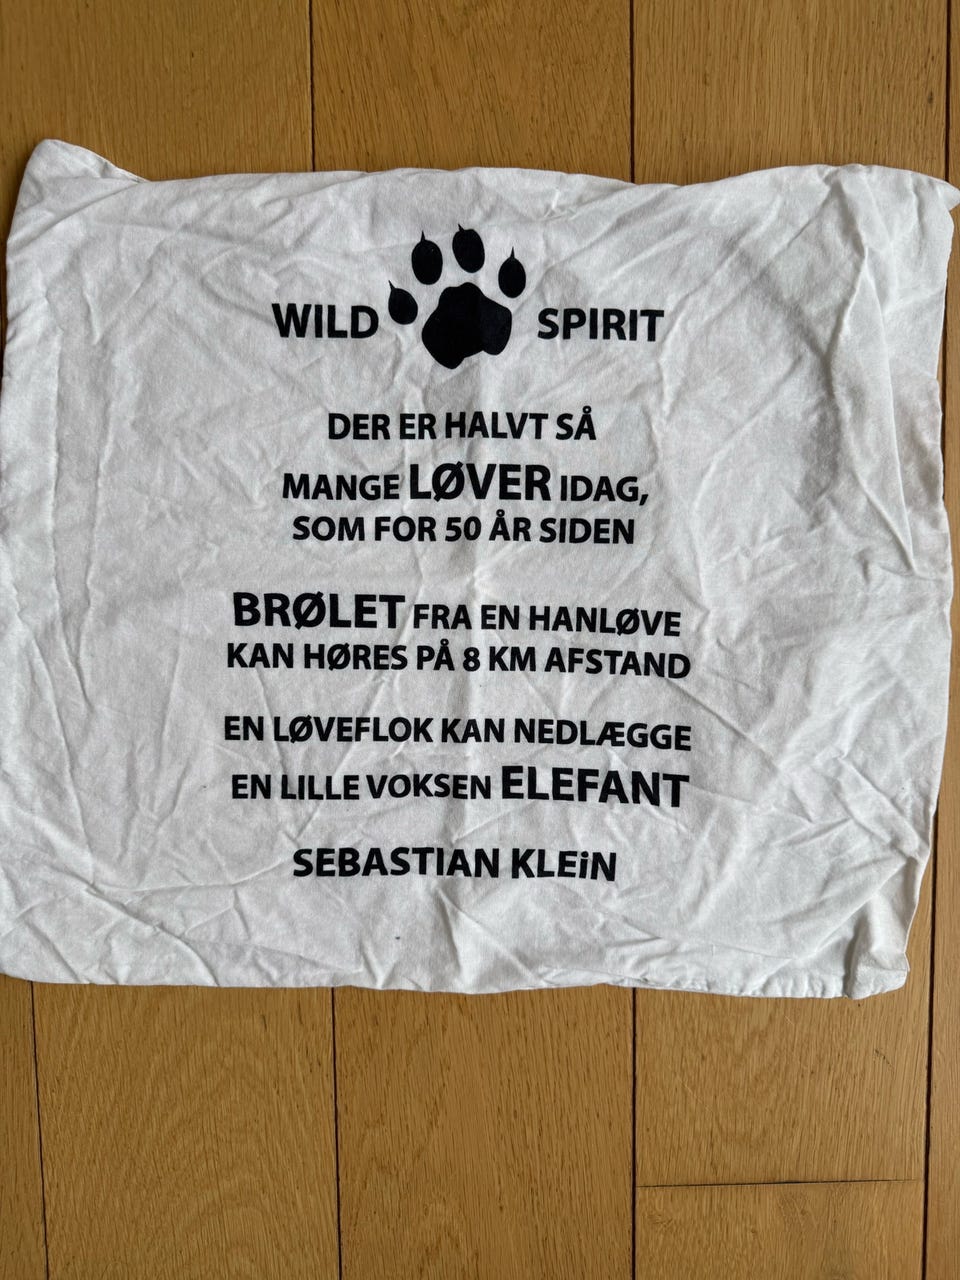 WILD SPIRIT
DER ER HALVT SÅ
MANGE LØVER IDAG,
SOM FOR 50 ÅR SIDEN
BRØLET FRA EN HANLØVE
KAN HØRES PÅ 8 KM AFSTAND
EN LØVEFLOK KAN NEDLÆGGE
EN LILLE VOKSEN ELEFANT
SEBASTIAN KLEiN